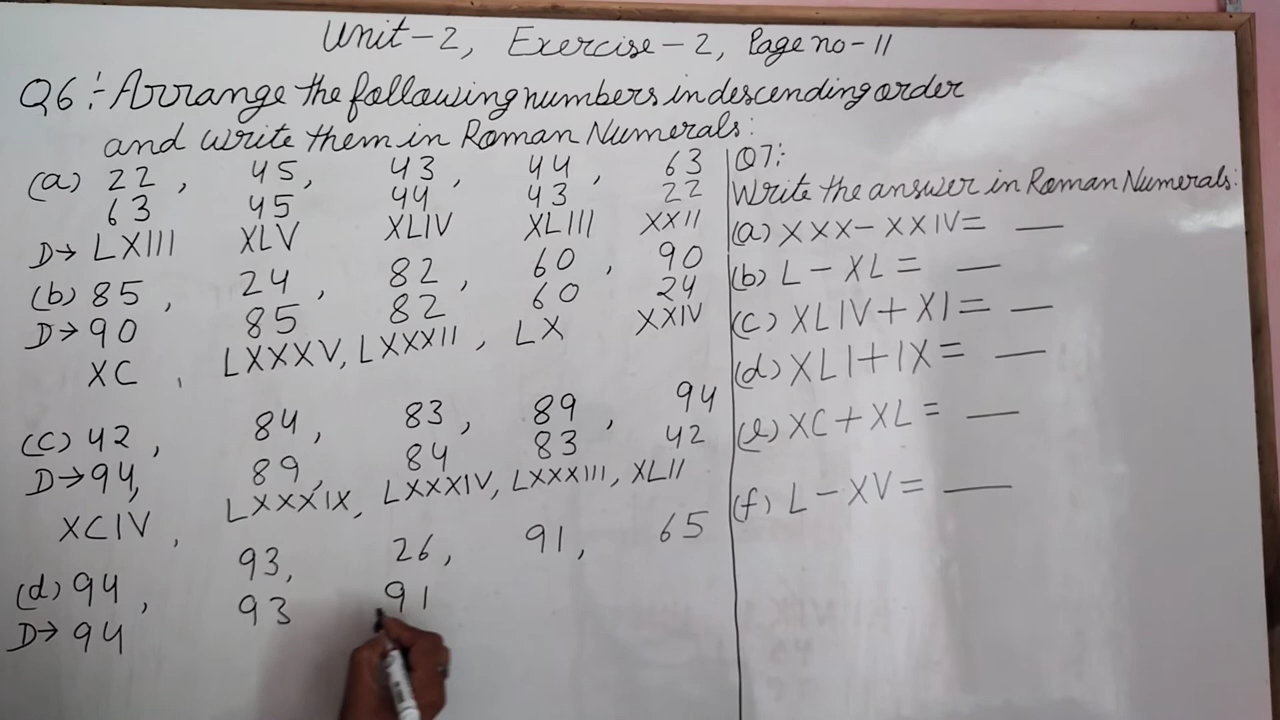 Unit-2, Exercise-2, Page no-11
Q6:- Arrange the following numbers in descending order
and write them in Roman Numerals:
(a) 22, 45, 43, 44, 63
63 45 44 43 22
D→ LXIII XLV XLIV XLIII XXII
(b) 85, 24, 82, 60, 90
D→ 90 85 82 60 24
XC, LXXXV, LXXXII, LX XXIV
(c) 42, 84, 83, 89, 94
D→ 94, 89, 84 83 42
XCIV, LXXXIX, LXXXIV, LXXXIII, XLII
(d) 94, 93, 26, 91, 65
D→ 94 93 91
Q7:
Write the answer in Roman Numerals:
(a) XXX-XXIV= —
(b) L-XL= —
(c) XLIV+XI= —
(d) XLI+IX= —
(e) XC+XL= —
(f) L-XV= —